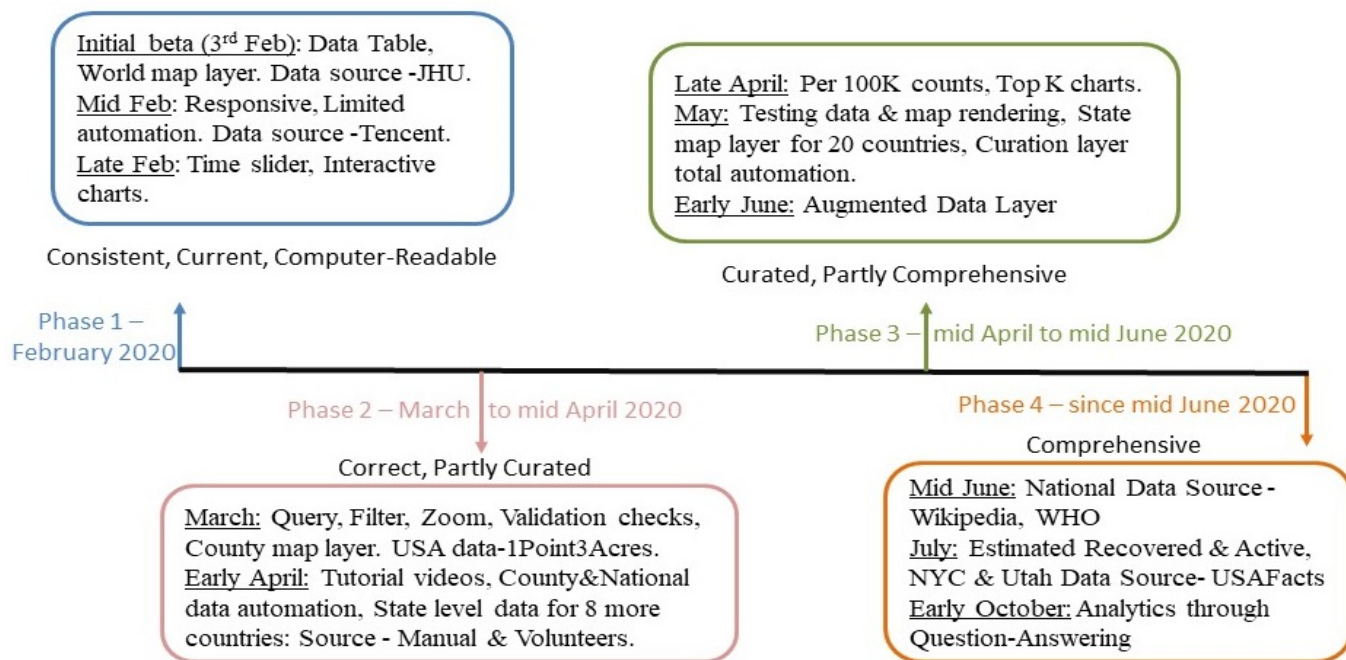 Initial beta (3rd Feb): Data Table,
World map layer. Data source -JHU.
Mid Feb: Responsive, Limited
automation. Data source -Tencent.
Late Feb: Time slider, Interactive
charts.
Consistent, Current, Computer-Readable
Phase 1 –
February 2020
Late April: Per 100K counts, Top K charts.
May: Testing data & map rendering, State
map layer for 20 countries, Curation layer
total automation.
Early June: Augmented Data Layer
Curated, Partly Comprehensive
Phase 3 – mid April to mid June 2020
Phase 2 – March to mid April 2020
Correct, Partly Curated
March: Query, Filter, Zoom, Validation checks,
County map layer. USA data-1Point3Acres.
Early April: Tutorial videos, County&National
data automation, State level data for 8 more
countries: Source - Manual & Volunteers.
Phase 4 – since mid June 2020
Comprehensive
Mid June: National Data Source -
Wikipedia, WHO
July: Estimated Recovered & Active,
NYC & Utah Data Source- USAFacts
Early October: Analytics through
Question-Answering